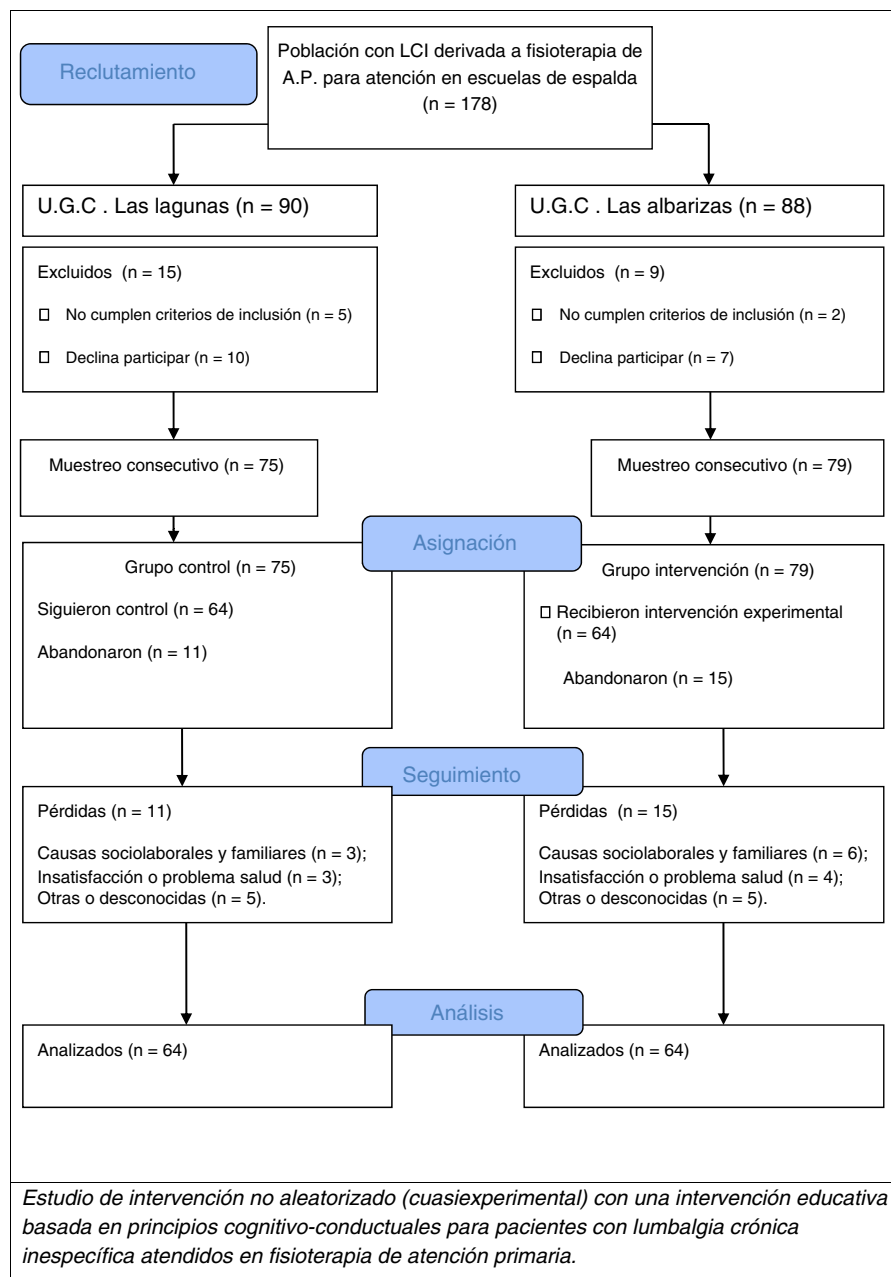 Reclutamiento
Población con LCI derivada a fisioterapia de
A.P. para atención en escuelas de espalda
(n = 178)
U.G.C . Las lagunas (n = 90)
U.G.C . Las albarizas (n = 88)
Excluidos (n = 15)
□ No cumplen criterios de inclusión (n = 5)
□ Declina participar (n = 10)
Excluidos (n = 9)
□ No cumplen criterios de inclusión (n = 2)
□ Declina participar (n = 7)
Muestreo consecutivo (n = 75)
Muestreo consecutivo (n = 79)
Asignación
Grupo control (n = 75)
Siguieron control (n = 64)
Abandonaron (n = 11)
Grupo intervención (n = 79)
□ Recibieron intervención experimental
(n = 64)
Abandonaron (n = 15)
Seguimiento
Pérdidas (n = 11)
Causas sociolaborales y familiares (n = 3);
Insatisfacción o problema salud (n = 3);
Otras o desconocidas (n = 5).
Pérdidas (n = 15)
Causas sociolaborales y familiares (n = 6);
Insatisfacción o problema salud (n = 4);
Otras o desconocidas (n = 5).
Análisis
Analizados (n = 64)
Analizados (n = 64)
Estudio de intervención no aleatorizado (cuasiexperimental) con una intervención educativa
basada en principios cognitivo-conductuales para pacientes con lumbalgia crónica
inespecífica atendidos en fisioterapia de atención primaria.